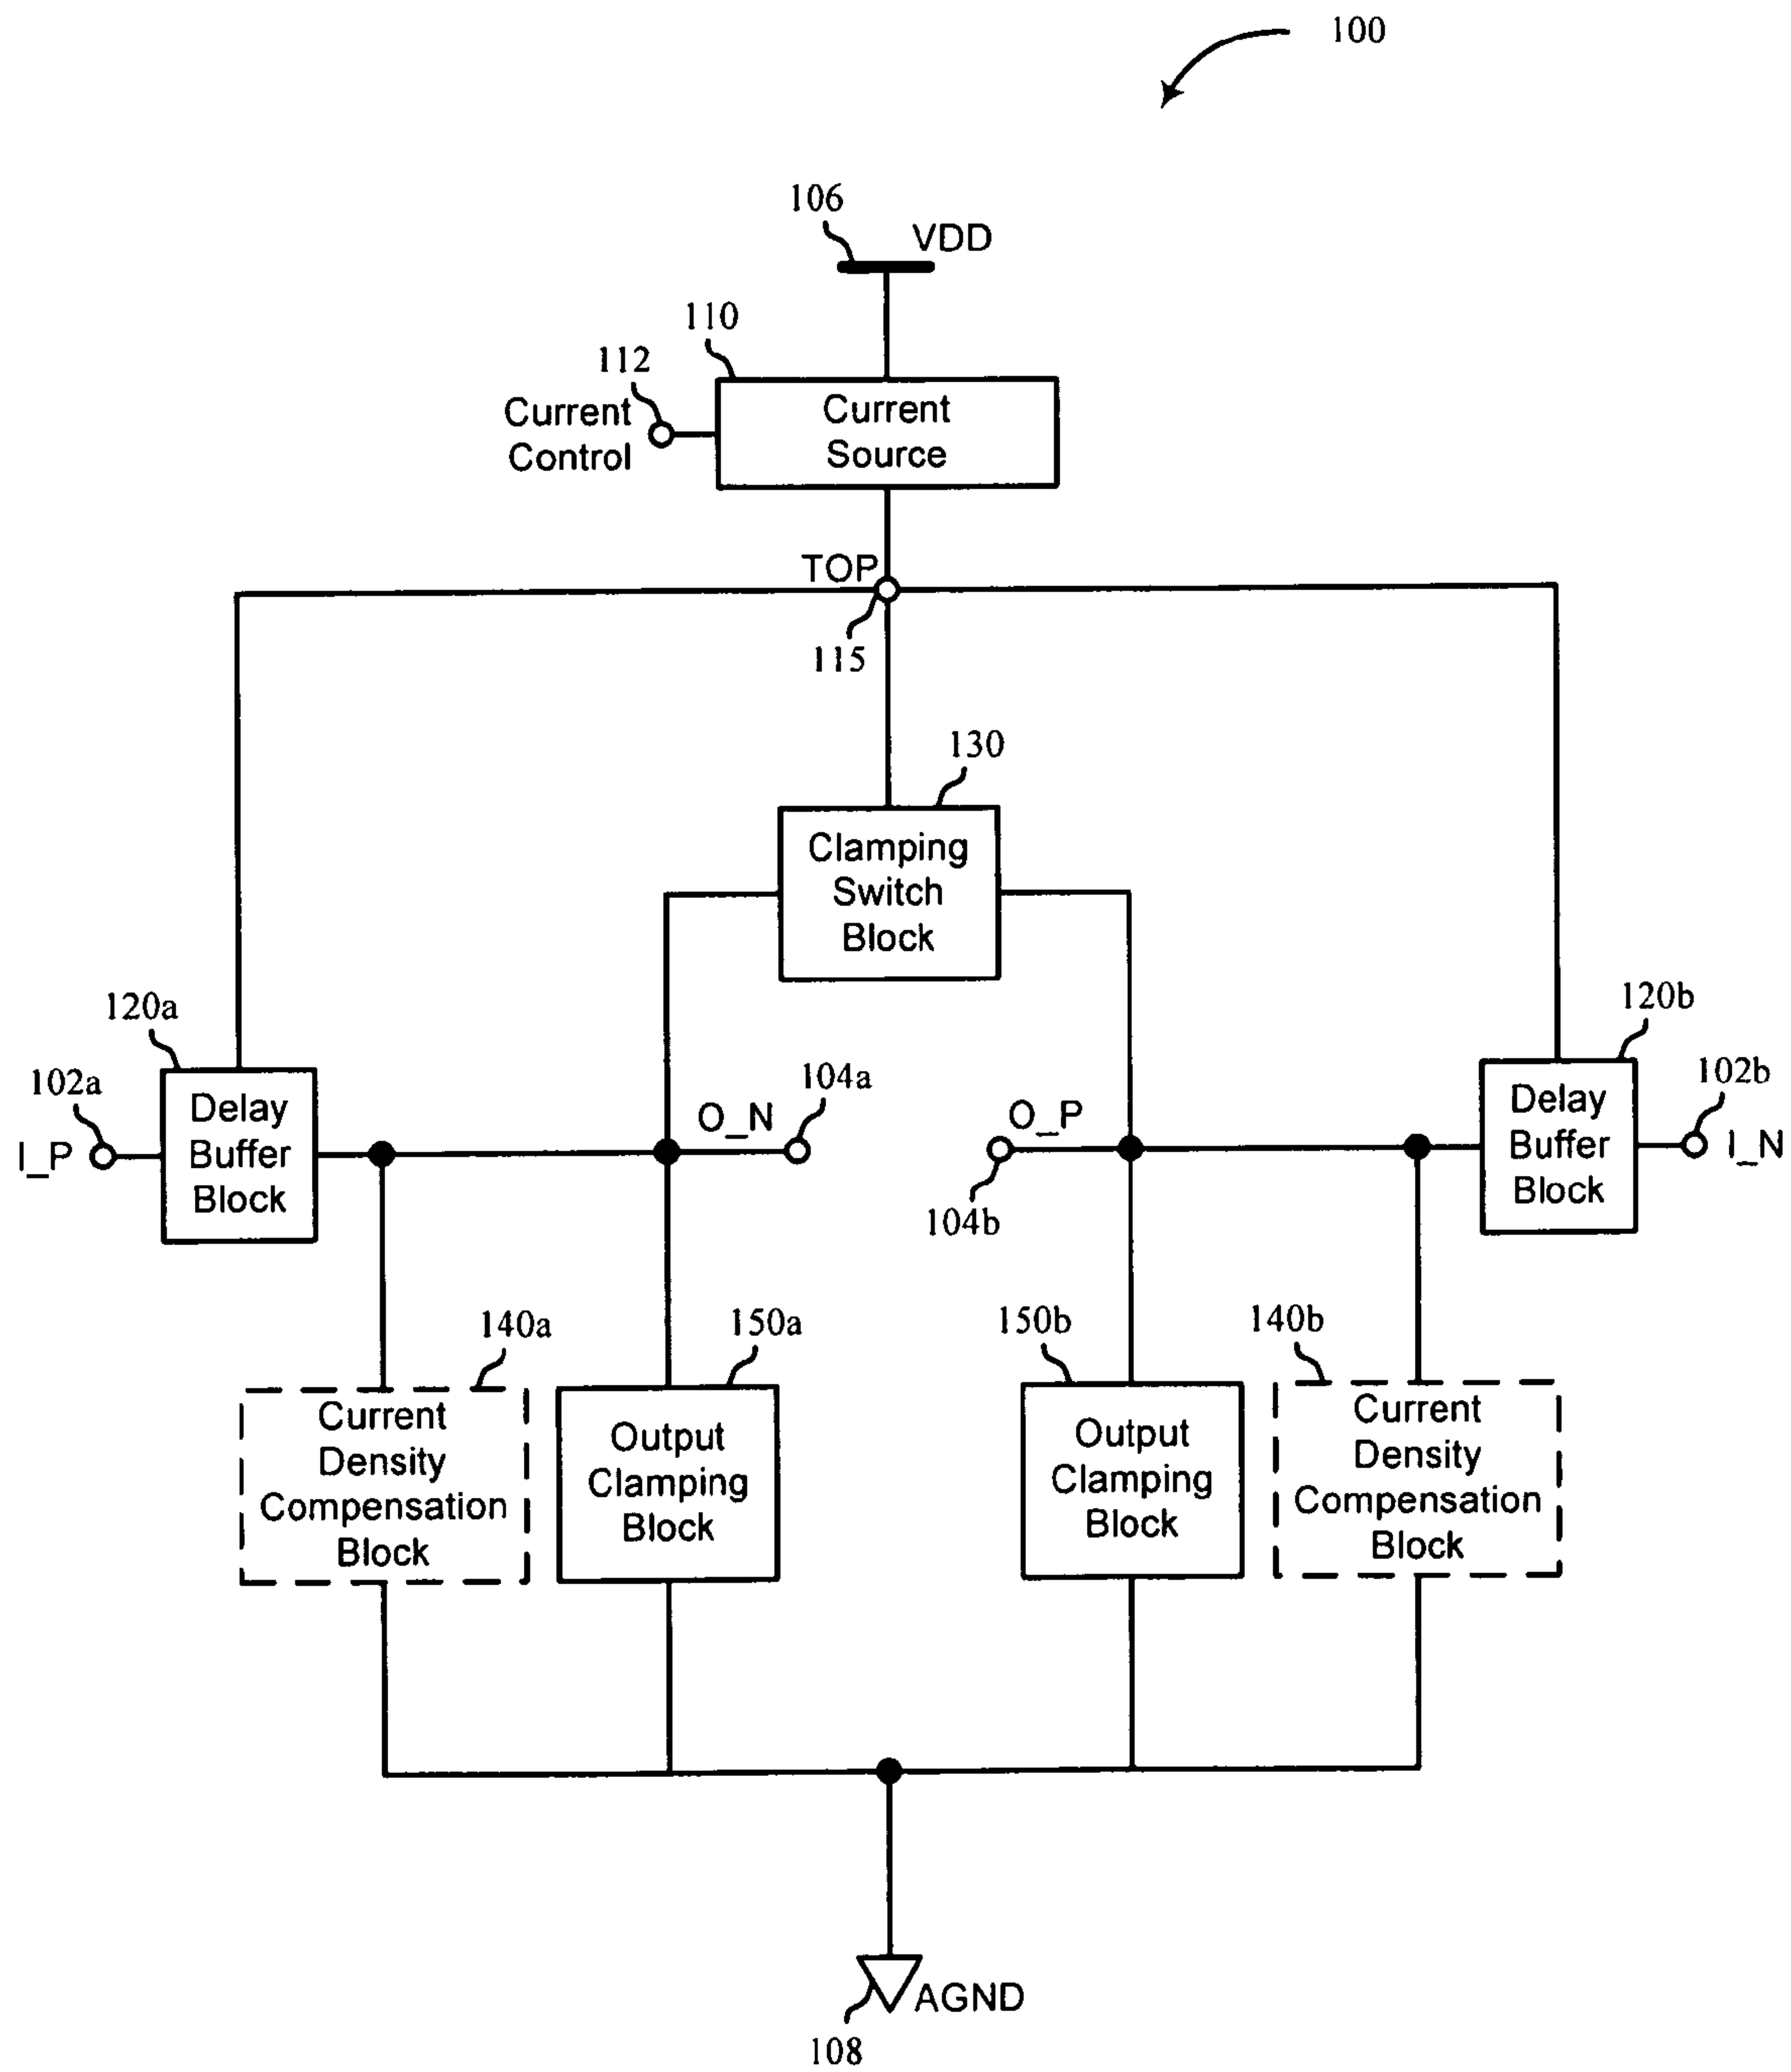 100
106
VDD
110
112
Current
Control
Current
Source
TOP
115
130
Clamping
Switch
Block
120a
120b
102a
104a
102b
I_P
Delay
Buffer
Block
O_N
O_P
104b
Delay
Buffer
Block
I_N
140a
150a
150b
140b
Current
Density
Compensation
Block
Output
Clamping
Block
Output
Clamping
Block
Current
Density
Compensation
Block
AGND
108